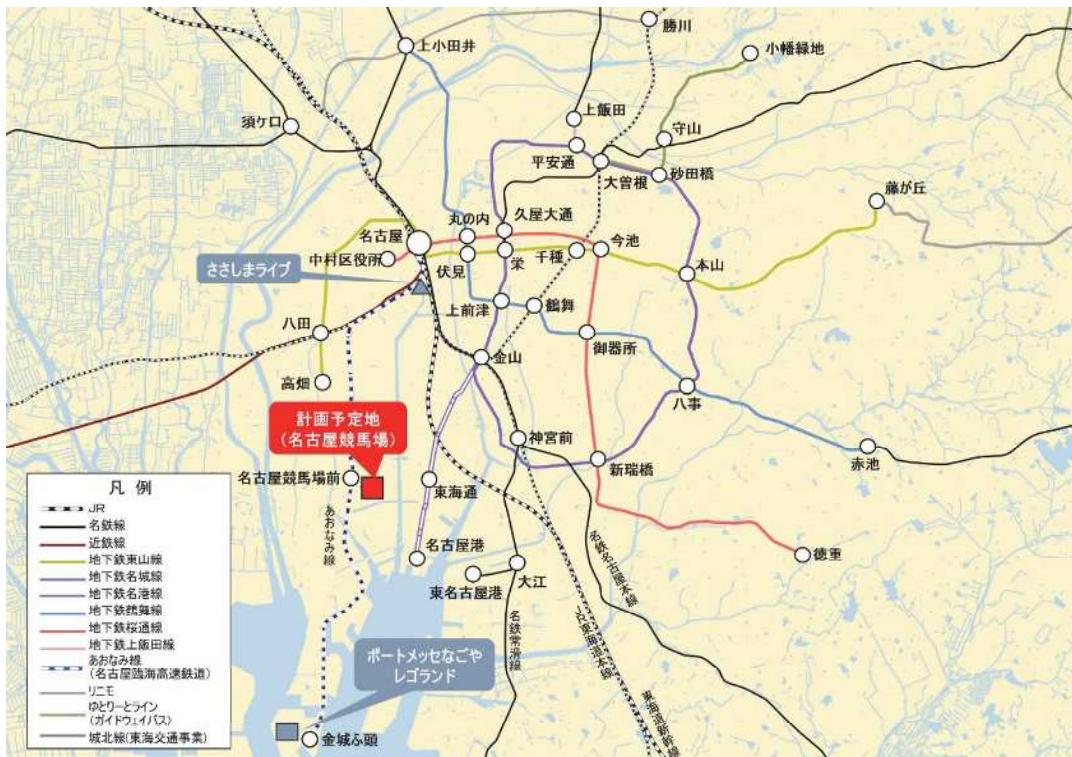 勝川
上小田井
小幡緑地
上飯田
須ケ口
守山
平安通
大曽根
砂田橋
藤が丘
丸の内
久屋大通
名古屋
今池
中村区役所
伏見
栄
千種
本山
ささしまライブ
上前津
鶴舞
八田
御器所
金山
高畑
八事
計画予定地
（名古屋競馬場）
神宮前
赤池
新瑞橋
名古屋競馬場前
東海通
あおなみ線
名古屋港
徳重
東名古屋港
大江
名鉄名古屋本線
JR東海道本線
名鉄常滑線
東海道新幹線
ポートメッセなごや
レゴランド
金城ふ頭
凡 例
JR
名鉄線
近鉄線
地下鉄東山線
地下鉄名城線
地下鉄名港線
地下鉄鶴舞線
地下鉄桜通線
地下鉄上飯田線
あおなみ線
（名古屋臨海高速鉄道）
リニモ
ゆとりーとライン
（ガイドウェイバス）
城北線（東海交通事業）